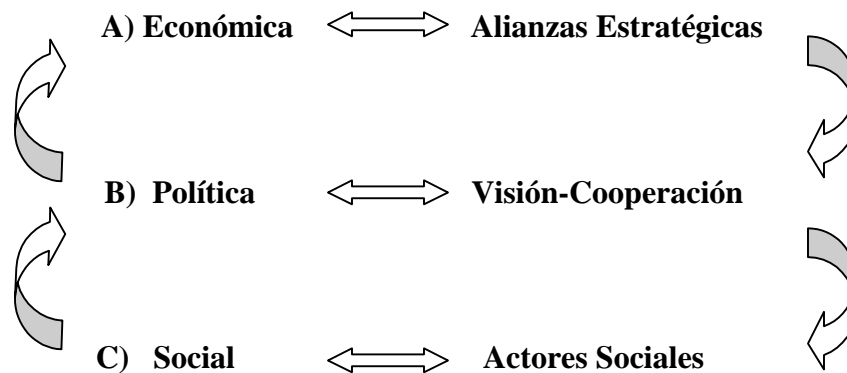 A) Económica Alianzas Estratégicas
B) Política Visión-Cooperación
C) Social Actores Sociales